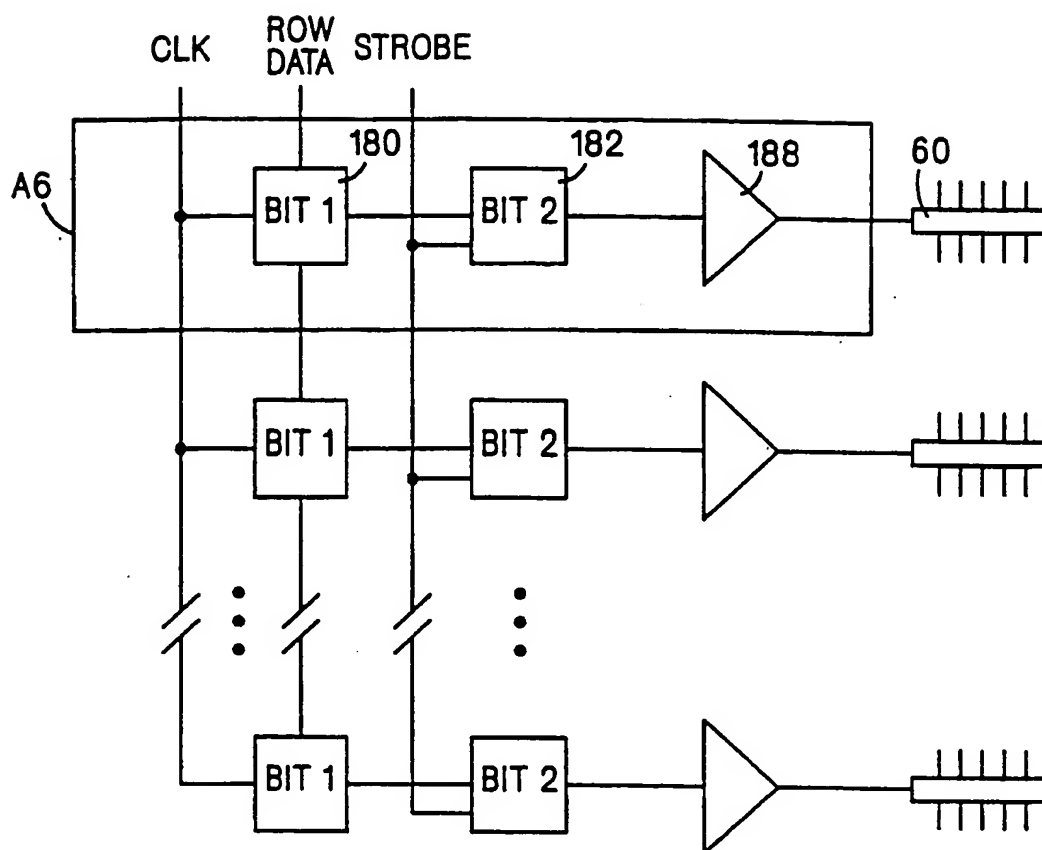 CLK
ROW
DATA
STROBE
A6
180
182
188
60
BIT 1
BIT 2
BIT 1
BIT 2
BIT 1
BIT 2